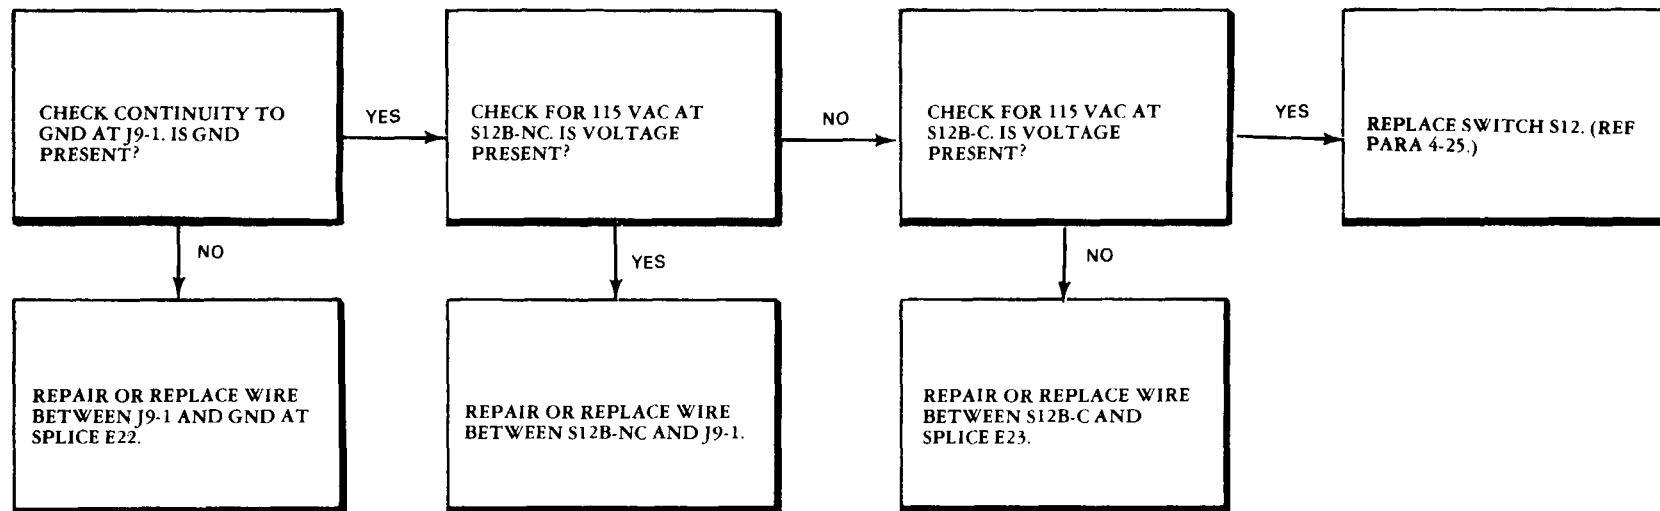 CHECK CONTINUITY TO
GND AT J9-1. IS GND
PRESENT?
YES
CHECK FOR 115 VAC AT
S12B-NC. IS VOLTAGE
PRESENT?
NO
CHECK FOR 115 VAC AT
S12B-C. IS VOLTAGE
PRESENT?
YES
REPLACE SWITCH S12. (REF
PARA 4-25.)
NO
YES
NO
REPAIR OR REPLACE WIRE
BETWEEN J9-1 AND GND AT
SPLICE E22.
REPAIR OR REPLACE WIRE
BETWEEN S12B-NC AND J9-1.
REPAIR OR REPLACE WIRE
BETWEEN S12B-C AND
SPLICE E23.